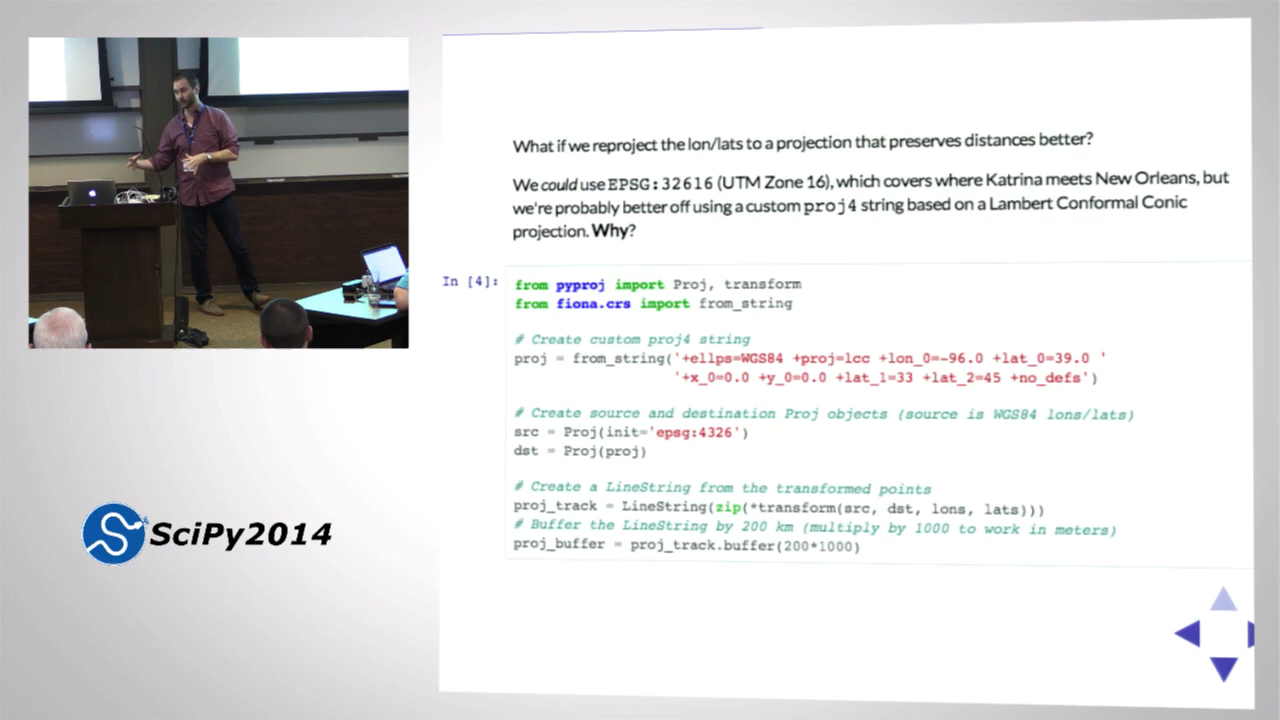 What if we reproject the lon/lats to a projection that preserves distances better?
We could use EPSG:32616 (UTM Zone 16), which covers where Katrina meets New Orleans, but
we're probably better off using a custom proj4 string based on a Lambert Conformal Conic
projection. Why?
In [4]:
from pyproj import Proj, transform
from fiona.crs import from_string
# Create custom proj4 string
proj = from_string('+ellps=WGS84 +proj=lcc +lon_0=-96.0 +lat_0=39.0 '
'+x_0=0.0 +y_0=0.0 +lat_1=33 +lat_2=45 +no_defs')
# Create source and destination Proj objects (source is WGS84 lons/lats)
src = Proj(init='epsg:4326')
dst = Proj(proj)
# Create a LineString from the transformed points
proj_track = LineString(zip(*transform(src, dst, lons, lats)))
# Buffer the LineString by 200 km (multiply by 1000 to work in meters)
proj_buffer = proj_track.buffer(200*1000)
SciPy2014